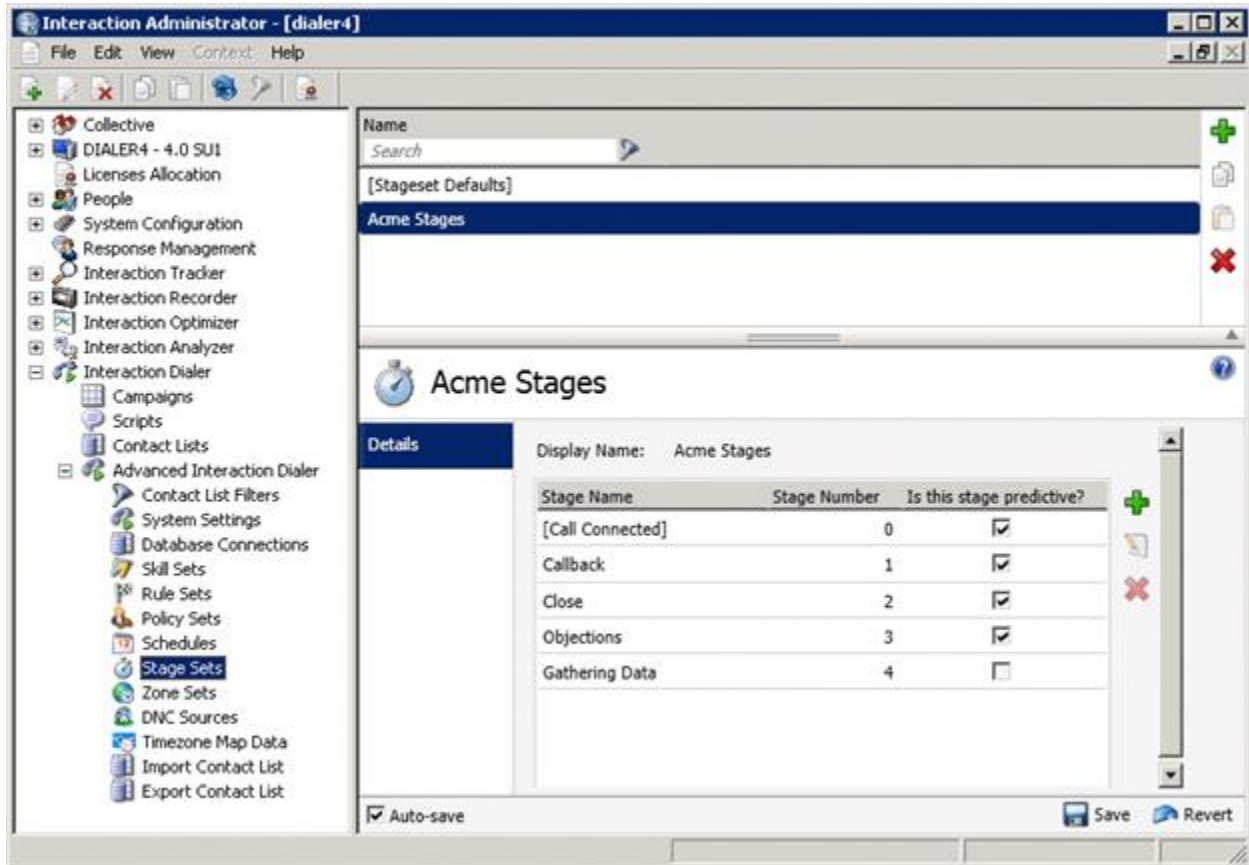 Interaction Administrator - [dialer4]
File Edit View Context Help
Collective
DIALER4 - 4.0 SU1
Licenses Allocation
People
System Configuration
Response Management
Interaction Tracker
Interaction Recorder
Interaction Optimizer
Interaction Analyzer
Interaction Dialer
Campaigns
Scripts
Contact Lists
Advanced Interaction Dialer
Contact List Filters
System Settings
Database Connections
Skill Sets
Rule Sets
Policy Sets
Schedules
Stage Sets
Zone Sets
DNC Sources
Timezone Map Data
Import Contact List
Export Contact List
Name
Search
[Stageset Defaults]
Acme Stages
Acme Stages
Details
Display Name: Acme Stages
Stage Name Stage Number Is this stage predictive?
[Call Connected] 0
Callback 1
Close 2
Objections 3
Gathering Data 4
Auto-save
Save Revert